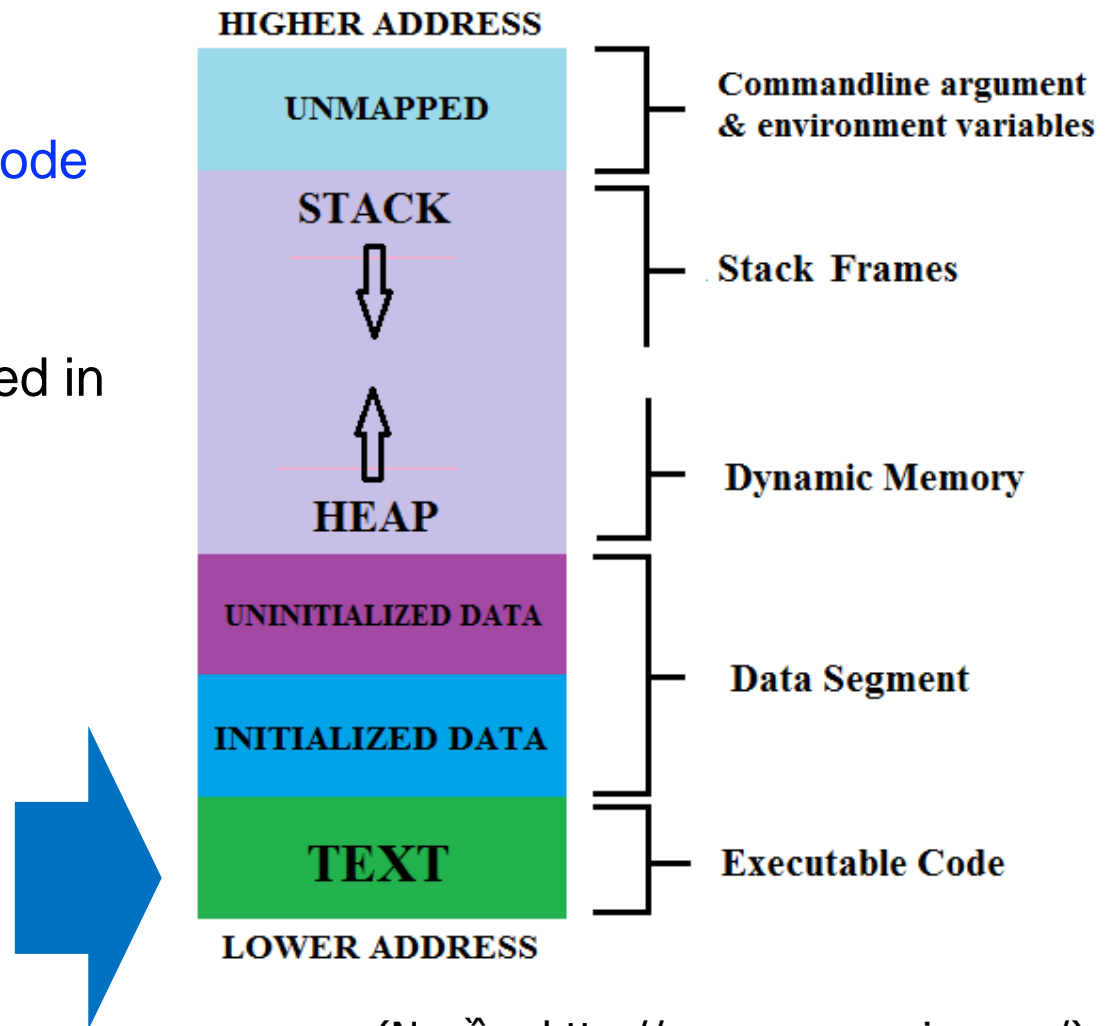 HIGHER ADDRESS
UNMAPPED
Commandline argument
& environment variables
ode
STACK
Stack Frames
ed in
HEAP
Dynamic Memory
UNINITIALIZED DATA
Data Segment
INITIALIZED DATA
TEXT
Executable Code
LOWER ADDRESS